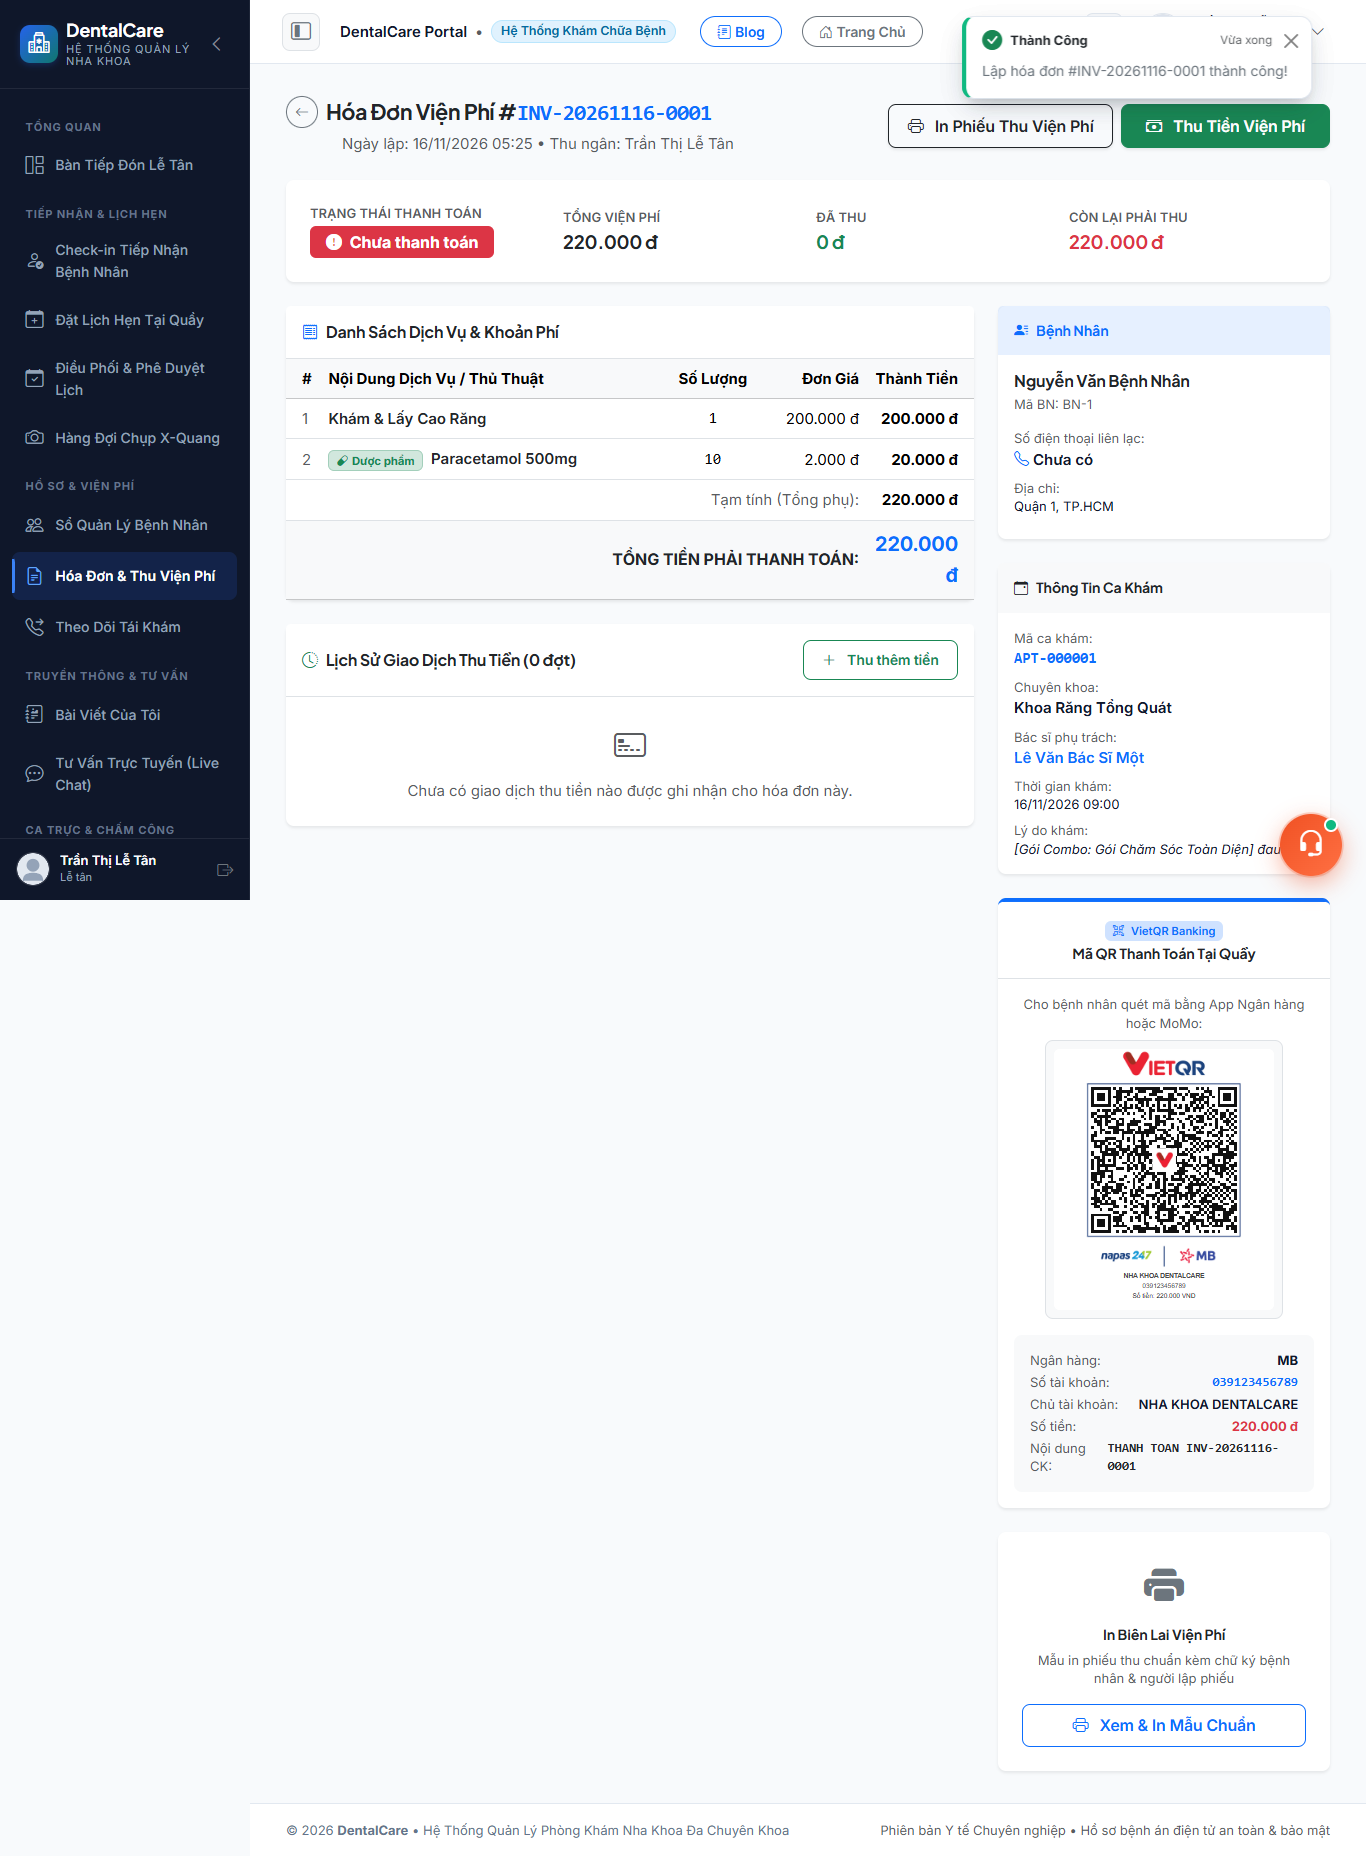 DentalCare
HỆ THỐNG QUẢN LÝ
NHA KHOA
TỔNG QUAN
Bàn Tiếp Đón Lễ Tân
TIẾP NHẬN & LỊCH HẸN
Check-in Tiếp Nhận
Bệnh Nhân
Đặt Lịch Hẹn Tại Quầy
Điều Phối & Phê Duyệt
Lịch
Hàng Đợi Chụp X-Quang
HỒ SƠ & VIỆN PHÍ
Sổ Quản Lý Bệnh Nhân
Hóa Đơn & Thu Viện Phí
Theo Dõi Tái Khám
TRUYỀN THÔNG & TƯ VẤN
Bài Viết Của Tôi
Tư Vấn Trực Tuyến (Live
Chat)
CA TRỰC & CHẤM CÔNG
Trần Thị Lễ Tân
Lễ tân
DentalCare Portal • Hệ Thống Khám Chữa Bệnh
Blog
Trang Chủ
Thành Công
Vừa xong
Lập hóa đơn #INV-20261116-0001 thành công!
Hóa Đơn Viện Phí #INV-20261116-0001
Ngày lập: 16/11/2026 05:25 • Thu ngân: Trần Thị Lễ Tân
In Phiếu Thu Viện Phí
Thu Tiền Viện Phí
TRẠNG THÁI THANH TOÁN
Chưa thanh toán
TỔNG VIỆN PHÍ
220.000 đ
ĐÃ THU
0 đ
CÒN LẠI PHẢI THU
220.000 đ
Danh Sách Dịch Vụ & Khoản Phí
# Nội Dung Dịch Vụ / Thủ Thuật Số Lượng Đơn Giá Thành Tiền
1 Khám & Lấy Cao Răng 1 200.000 đ 200.000 đ
2 Dược phẩm Paracetamol 500mg 10 2.000 đ 20.000 đ
Tạm tính (Tổng phụ): 220.000 đ
TỔNG TIỀN PHẢI THANH TOÁN: 220.000
đ
Lịch Sử Giao Dịch Thu Tiền (0 đợt)
Thu thêm tiền
Chưa có giao dịch thu tiền nào được ghi nhận cho hóa đơn này.
Bệnh Nhân
Nguyễn Văn Bệnh Nhân
Mã BN: BN-1
Số điện thoại liên lạc:
Chưa có
Địa chỉ:
Quận 1, TP.HCM
Thông Tin Ca Khám
Mã ca khám:
APT-000001
Chuyên khoa:
Khoa Răng Tổng Quát
Bác sĩ phụ trách:
Lê Văn Bác Sĩ Một
Thời gian khám:
16/11/2026 09:00
Lý do khám:
[Gói Combo: Gói Chăm Sóc Toàn Diện] đau
VietQR Banking
Mã QR Thanh Toán Tại Quầy
Cho bệnh nhân quét mã bằng App Ngân hàng
hoặc MoMo:
VIETQR
napas 247 | MB
NHA KHOA DENTALCARE
039123456789
Số tiền: 220.000 VND
Ngân hàng: MB
Số tài khoản: 039123456789
Chủ tài khoản: NHA KHOA DENTALCARE
Số tiền: 220.000 đ
Nội dung THANH TOAN INV-20261116-
CK: 0001
In Biên Lai Viện Phí
Mẫu in phiếu thu chuẩn kèm chữ ký bệnh
nhân & người lập phiếu
Xem & In Mẫu Chuẩn
© 2026 DentalCare • Hệ Thống Quản Lý Phòng Khám Nha Khoa Đa Chuyên Khoa
Phiên bản Y tế Chuyên nghiệp • Hồ sơ bệnh án điện tử an toàn & bảo mật